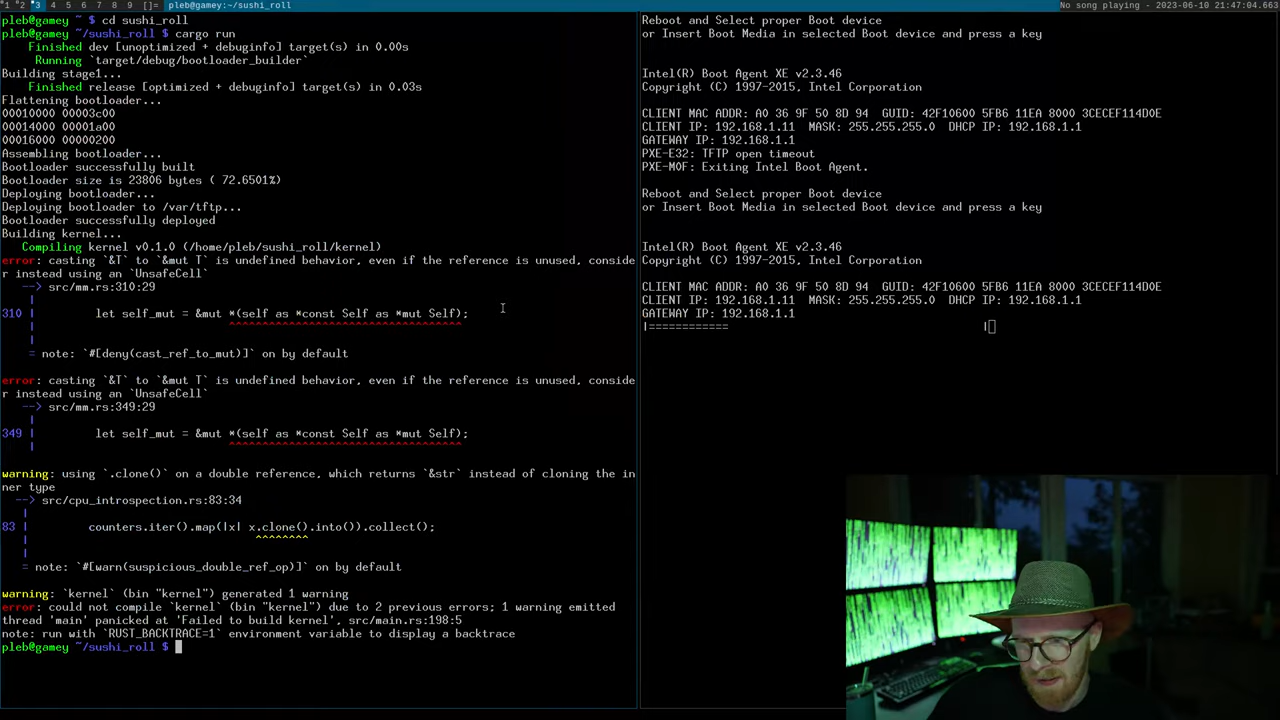 1 2 3 4 5 6 7 8 9 []= pleb@gamey:~/sushi_roll
No song playing - 2023-06-10 21:47:04.663
pleb@gamey ~ $ cd sushi_roll
pleb@gamey ~/sushi_roll $ cargo run
Finished dev [unoptimized + debuginfo] target(s) in 0.00s
Running `target/debug/bootloader_builder`
Building stage1...
Finished release [optimized + debuginfo] target(s) in 0.03s
Flattening bootloader...
00010000 00003c00
00014000 00001a00
00016000 00000200
Assembling bootloader...
Bootloader successfully built
Bootloader size is 23806 bytes ( 72.6501%)
Deploying bootloader...
Deploying bootloader to /var/tftp...
Bootloader successfully deployed
Building kernel...
Compiling kernel v0.1.0 (/home/pleb/sushi_roll/kernel)
error: casting `&T` to `&mut T` is undefined behavior, even if the reference is unused, conside
r instead using an `UnsafeCell`
--> src/mm.rs:310:29
|
310 | let self_mut = &mut *(self as *const Self as *mut Self);
| ^^^^^^^^^^^^^^^^^^^^^^^^^^^^^^^^^^^
|
= note: `#[deny(cast_ref_to_mut)]` on by default
error: casting `&T` to `&mut T` is undefined behavior, even if the reference is unused, conside
r instead using an `UnsafeCell`
--> src/mm.rs:349:29
|
349 | let self_mut = &mut *(self as *const Self as *mut Self);
| ^^^^^^^^^^^^^^^^^^^^^^^^^^^^^^^^^^^
warning: using `.clone()` on a double reference, which returns `&str` instead of cloning the in
ner type
--> src/cpu_introspection.rs:83:34
|
83 | counters.iter().map(|x| x.clone().into()).collect();
| ^^^^^^^^
|
= note: `#[warn(suspicious_double_ref_op)]` on by default
warning: `kernel` (bin "kernel") generated 1 warning
error: could not compile `kernel` (bin "kernel") due to 2 previous errors; 1 warning emitted
thread 'main' panicked at 'Failed to build kernel', src/main.rs:198:5
note: run with `RUST_BACKTRACE=1` environment variable to display a backtrace
pleb@gamey ~/sushi_roll $
Reboot and Select proper Boot device
or Insert Boot Media in selected Boot device and press a key
Intel(R) Boot Agent XE v2.3.46
Copyright (C) 1997-2015, Intel Corporation
CLIENT MAC ADDR: A0 36 9F 50 8D 94 GUID: 42F10600 5FB6 11EA 8000 3CECEF114D0E
CLIENT IP: 192.168.1.11 MASK: 255.255.255.0 DHCP IP: 192.168.1.1
GATEWAY IP: 192.168.1.1
PXE-E32: TFTP open timeout
PXE-M0F: Exiting Intel Boot Agent.
Reboot and Select proper Boot device
or Insert Boot Media in selected Boot device and press a key
Intel(R) Boot Agent XE v2.3.46
Copyright (C) 1997-2015, Intel Corporation
CLIENT MAC ADDR: A0 36 9F 50 8D 94 GUID: 42F10600 5FB6 11EA 8000 3CECEF114D0E
CLIENT IP: 192.168.1.11 MASK: 255.255.255.0 DHCP IP: 192.168.1.1
GATEWAY IP: 192.168.1.1
|============ |